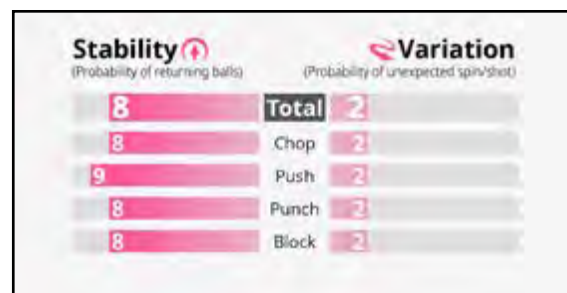 Stability
Variation
(Probability of returning balls)
(Probability of unexpected spin/shot)
8 Total 2
8 Chop 2
9 Push 2
8 Punch 2
8 Block 2